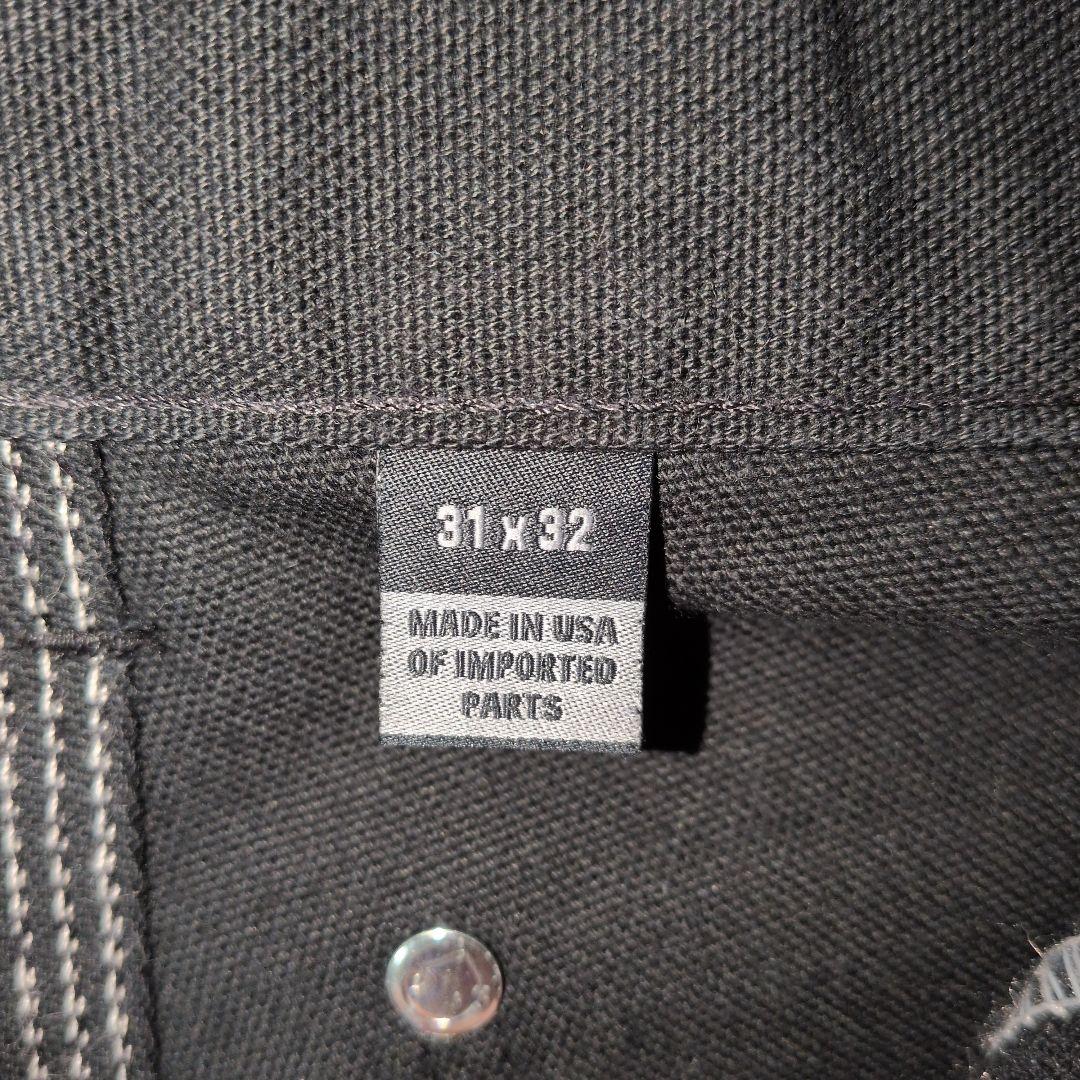 31 x 32
MADE IN USA
OF IMPORTED
PARTS